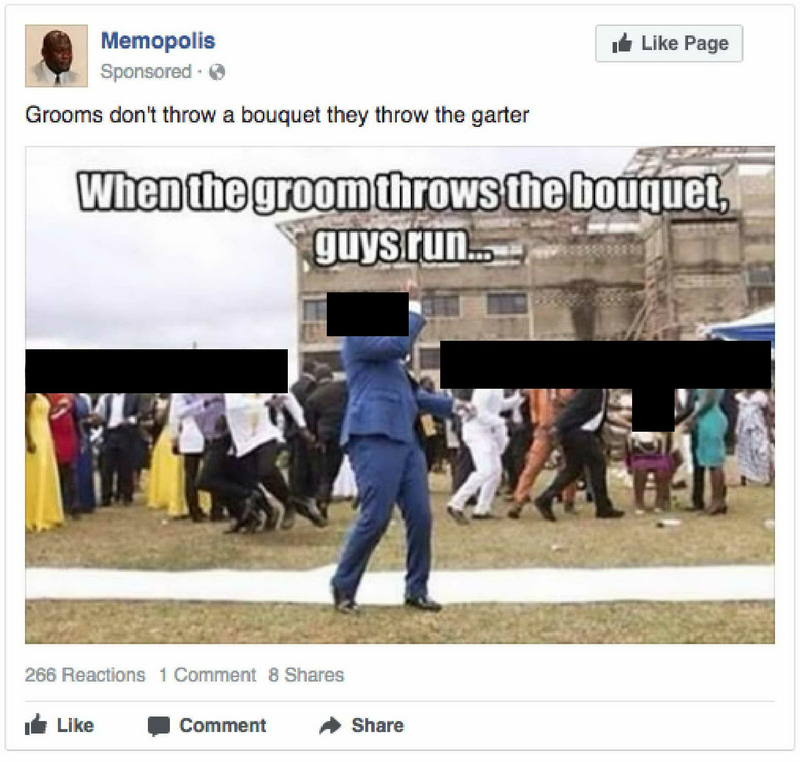 Memopolis
Sponsored ·
Like Page
Grooms don't throw a bouquet they throw the garter
When the groom throws the bouquet,
guys run...
266 Reactions 1 Comment 8 Shares
Like Comment Share